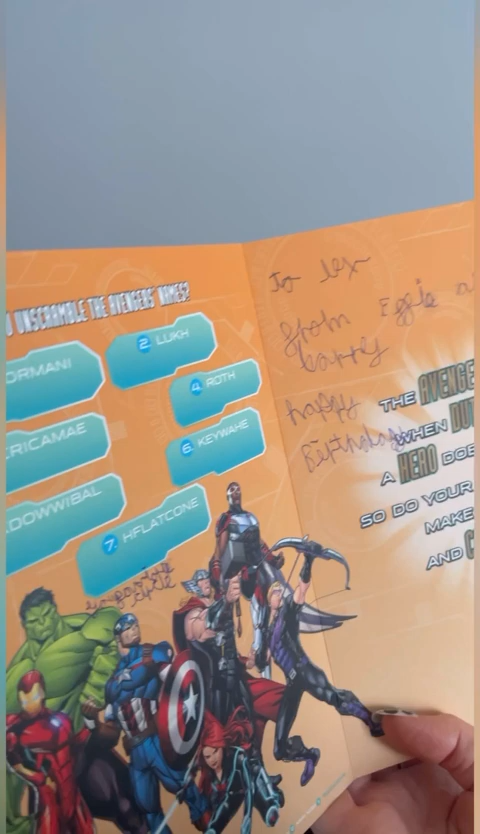 U UNSCRAMBLE THE AVENGERS' NAMES?
ORMANI
2. LUKH
4. ROTH
ERICAMAE
6. KEYWAHE
DOWWIBAL
7. HFLATCONE
To lex
from Eggie a
barry
happy
Birthday
THE AVENGE
WHEN DU
A HERO DOE
SO DO YOUR
MAKE
AND C